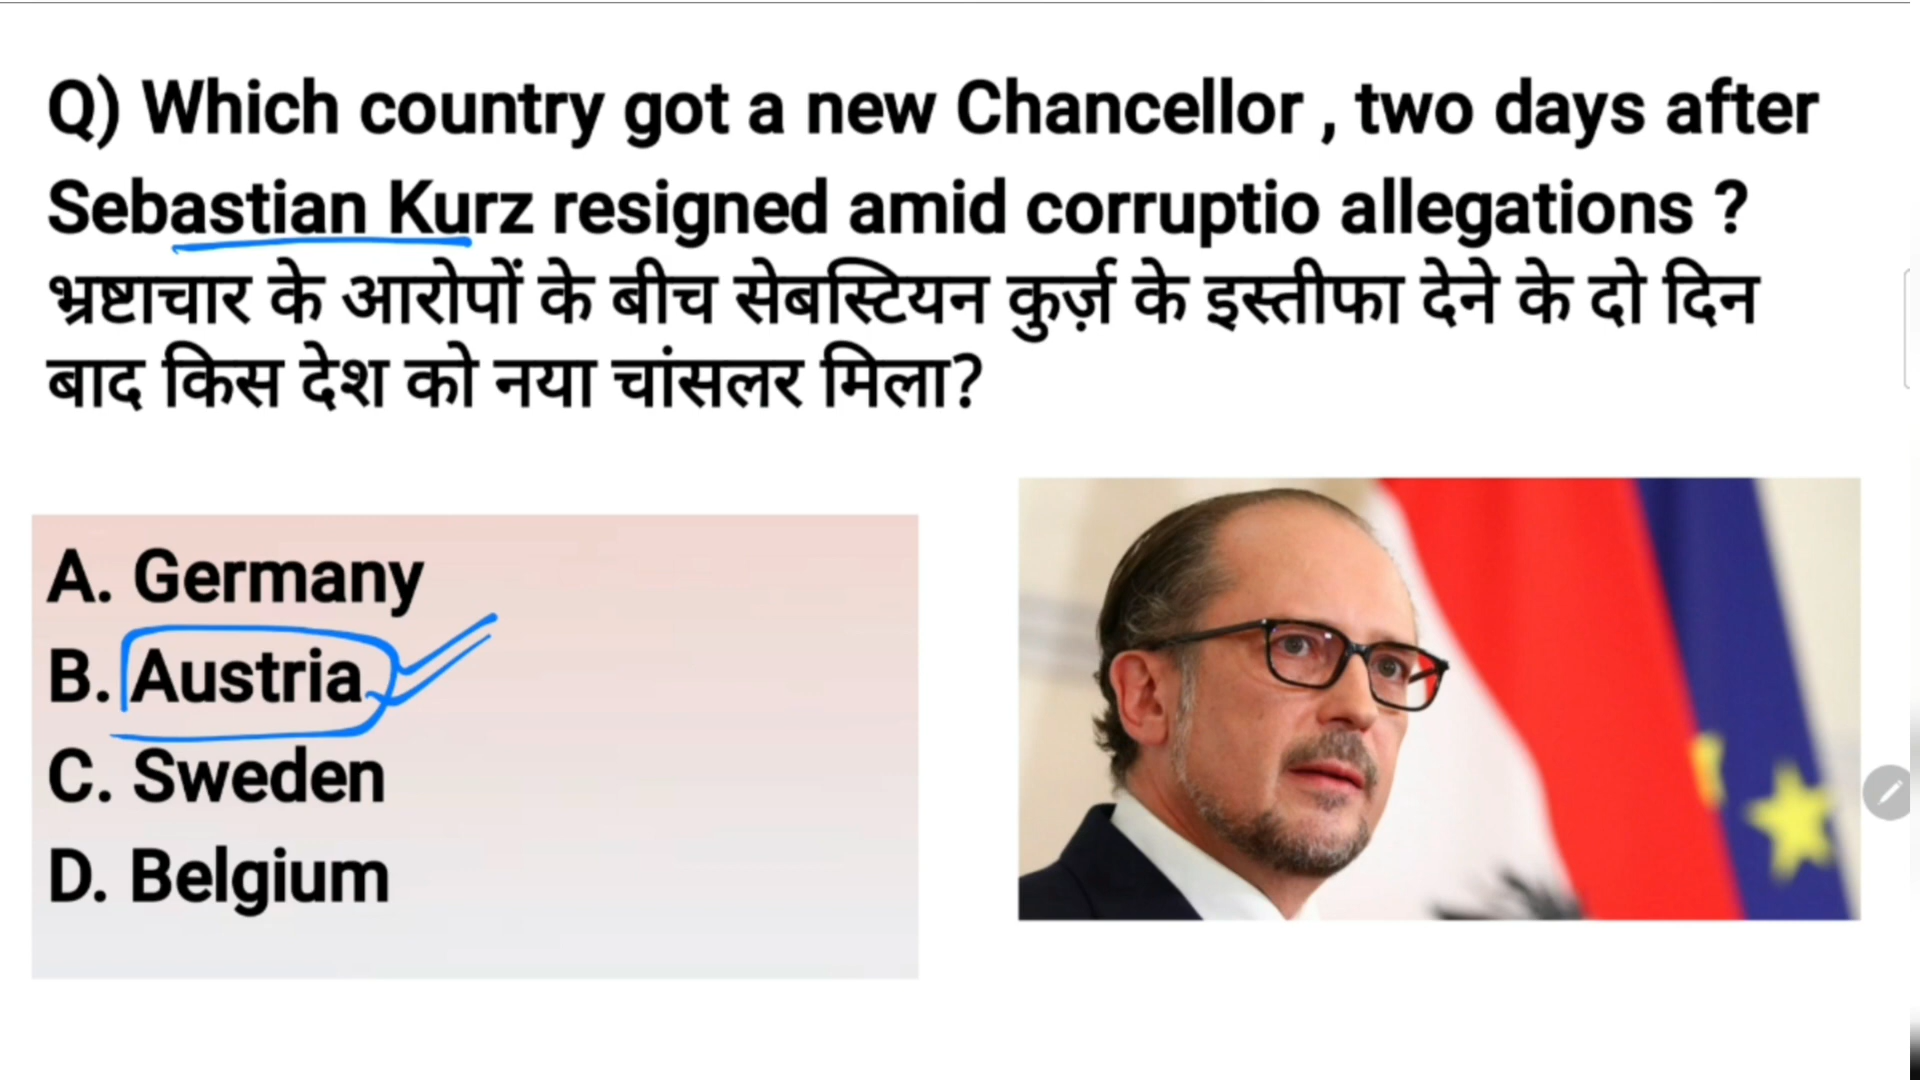 Q) Which country got a new Chancellor , two days after
Sebastian Kurz resigned amid corruptio allegations ?
भ्रष्टाचार के आरोपों के बीच सेबस्टियन कुर्ज़ के इस्तीफा देने के दो दिन
बाद किस देश को नया चांसलर मिला?
A. Germany
B. Austria
C. Sweden
D. Belgium